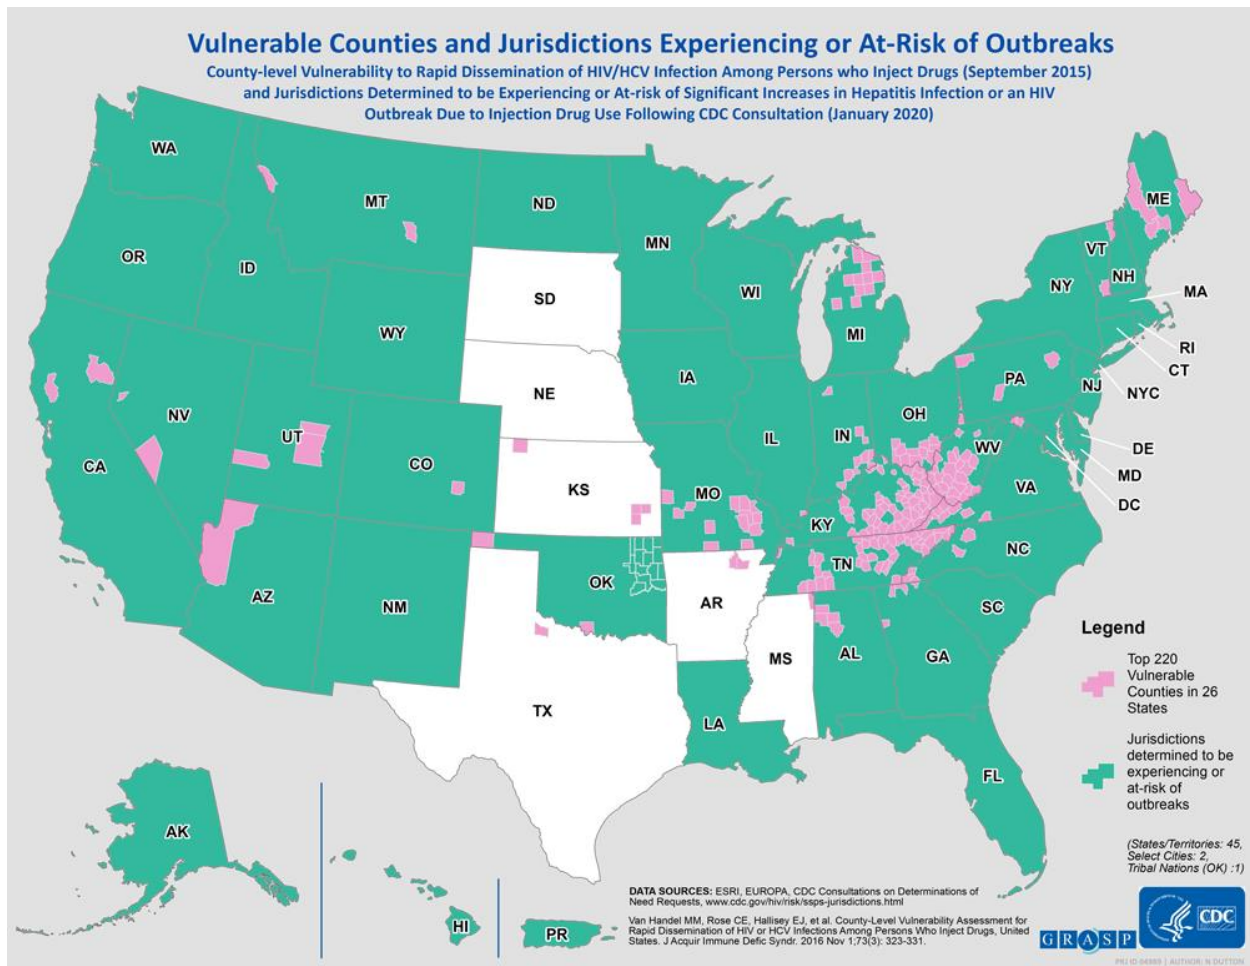 Vulnerable Counties and Jurisdictions Experiencing or At-Risk of Outbreaks
County-level Vulnerability to Rapid Dissemination of HIV/HCV Infection Among Persons who Inject Drugs (September 2015)
and Jurisdictions Determined to be Experiencing or At-risk of Significant Increases in Hepatitis Infection or an HIV
Outbreak Due to Injection Drug Use Following CDC Consultation (January 2020)
WA
MT
ND
MN
OR
ID
SD
WI
WY
NE
IA
MI
NY
VT
NH
ME
MA
RI
CT
NYC
NJ
PA
NV
UT
CO
CA
KS
MO
IL
IN
OH
WV
VA
DE
MD
DC
KY
TN
NC
AZ
NM
OK
AR
SC
MS
AL
GA
TX
LA
FL
AK
HI
PR
Legend
Top 220
Vulnerable
Counties in 26
States
Jurisdictions
determined to be
experiencing or
at-risk of
outbreaks
(States/Territories: 45,
Select Cities: 2,
Tribal Nations (OK) :1)
DATA SOURCES: ESRI, EUROPA, CDC Consultations on Determinations of
Need Requests, www.cdc.gov/hiv/risk/ssps-jurisdictions.html
Van Handel MM, Rose CE, Hallisey EJ, et al. County-Level Vulnerability Assessment for
Rapid Dissemination of HIV or HCV Infections Among Persons Who Inject Drugs, United
States. J Acquir Immune Defic Syndr. 2016 Nov 1;73(3): 323-331.
GRASP
CDC
AUTHOR: N DUTTON